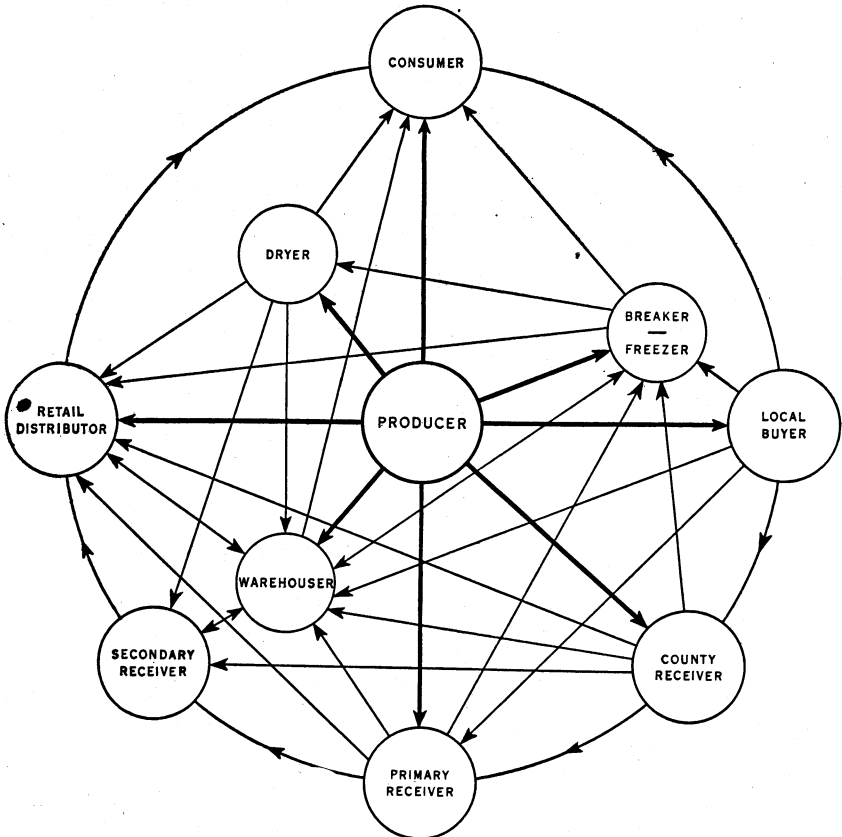 CONSUMER
DRYER
BREAKER
—
FREEZER
RETAIL
DISTRIBUTOR
PRODUCER
LOCAL
BUYER
WAREHOUSER
SECONDARY
RECEIVER
COUNTY
RECEIVER
PRIMARY
RECEIVER